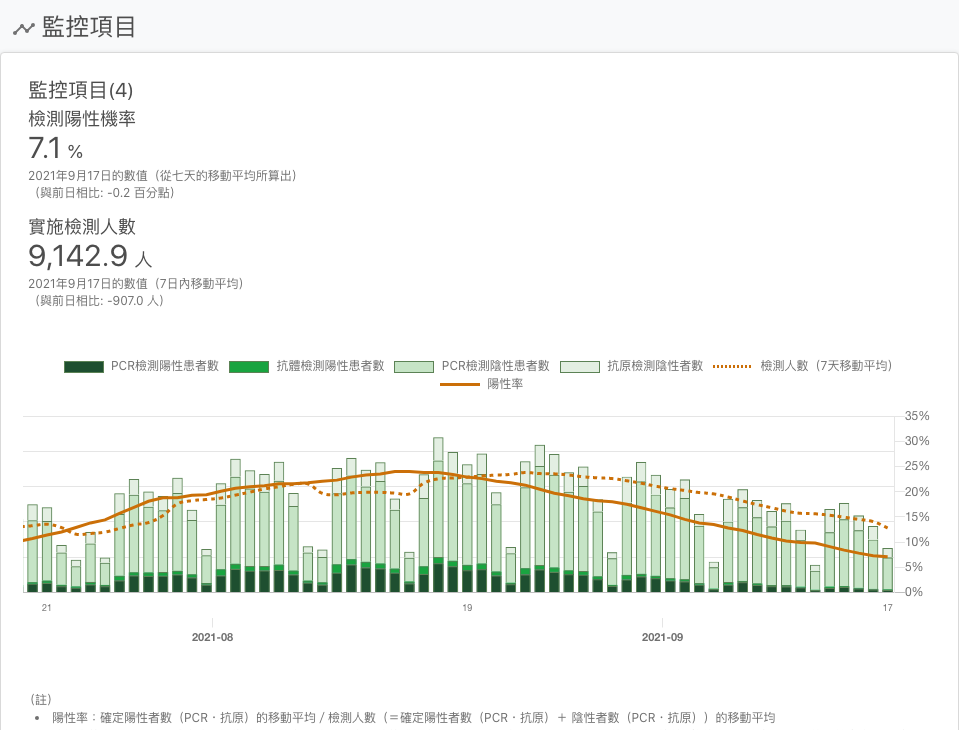 監控項目
監控項目(4)
檢測陽性機率
7.1 %
2021年9月17日的數值（從七天的移動平均所算出）
（與前日相比: -0.2 百分點）
實施檢測人數
9,142.9 人
2021年9月17日的數值（7日內移動平均）
（與前日相比: -907.0 人）
PCR檢測陽性患者數 抗體檢測陽性患者數 PCR檢測陰性患者數 抗原檢測陰性者數 檢測人數（7天移動平均）
陽性率
35%
30%
25%
20%
15%
10%
5%
0%
21 19 17
2021-08 2021-09
（註）
• 陽性率：確定陽性者數（PCR・抗原）的移動平均 / 檢測人數（＝確定陽性者數（PCR・抗原）＋ 陰性者數（PCR・抗原））的移動平均